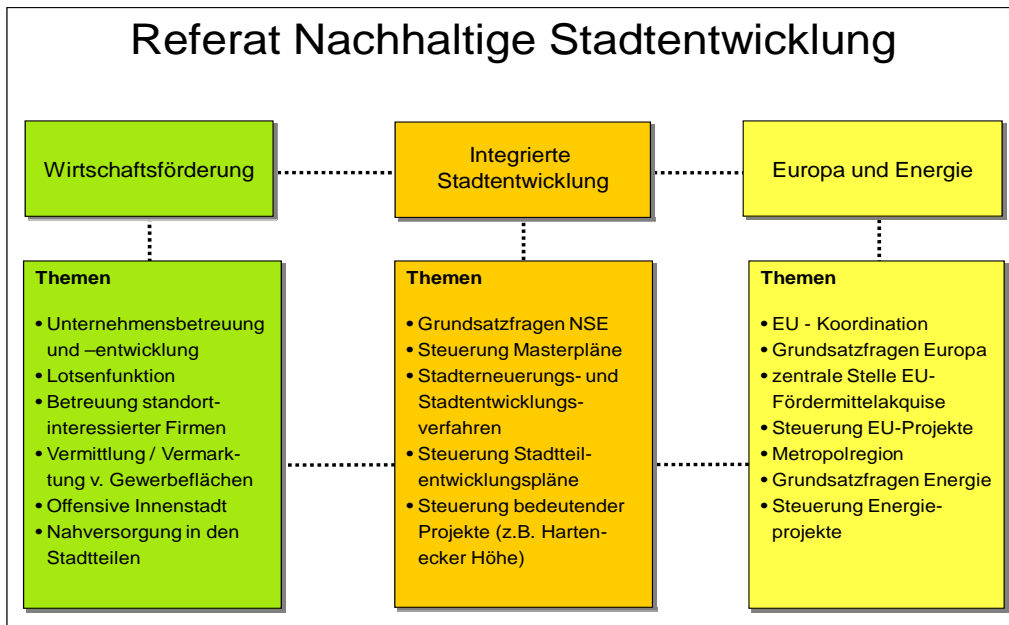 Referat Nachhaltige Stadtentwicklung
Wirtschaftsförderung
Integrierte
Stadtentwicklung
Europa und Energie
Themen
• Unternehmensbetreuung
und –entwicklung
• Lotsenfunktion
• Betreuung standort-
interessierter Firmen
• Vermittlung / Vermark-
tung v. Gewerbeflächen
• Offensive Innenstadt
• Nahversorgung in den
Stadtteilen
Themen
• Grundsatzfragen NSE
• Steuerung Masterpläne
• Stadterneuerungs- und
Stadtentwicklungs-
verfahren
• Steuerung Stadtteil-
entwicklungspläne
• Steuerung bedeutender
Projekte (z.B. Harten-
ecker Höhe)
Themen
• EU - Koordination
• Grundsatzfragen Europa
• zentrale Stelle EU-
Fördermittelakquise
• Steuerung EU-Projekte
• Metropolregion
• Grundsatzfragen Energie
• Steuerung Energie-
projekte